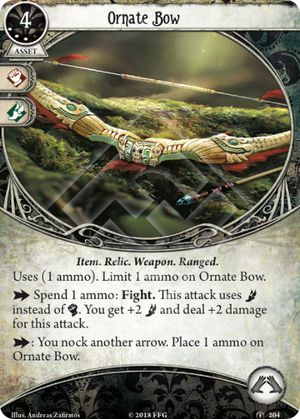 Ornate Bow
4
ASSET
Item. Relic. Weapon. Ranged.
Uses (1 ammo). Limit 1 ammo on Ornate Bow.
Spend 1 ammo: Fight. This attack uses
instead of . You get +2 and deal +2 damage
for this attack.
: You nock another arrow. Place 1 ammo on
Ornate Bow.
Illus. Andreas Zafiratos
© 2018 FFG
204